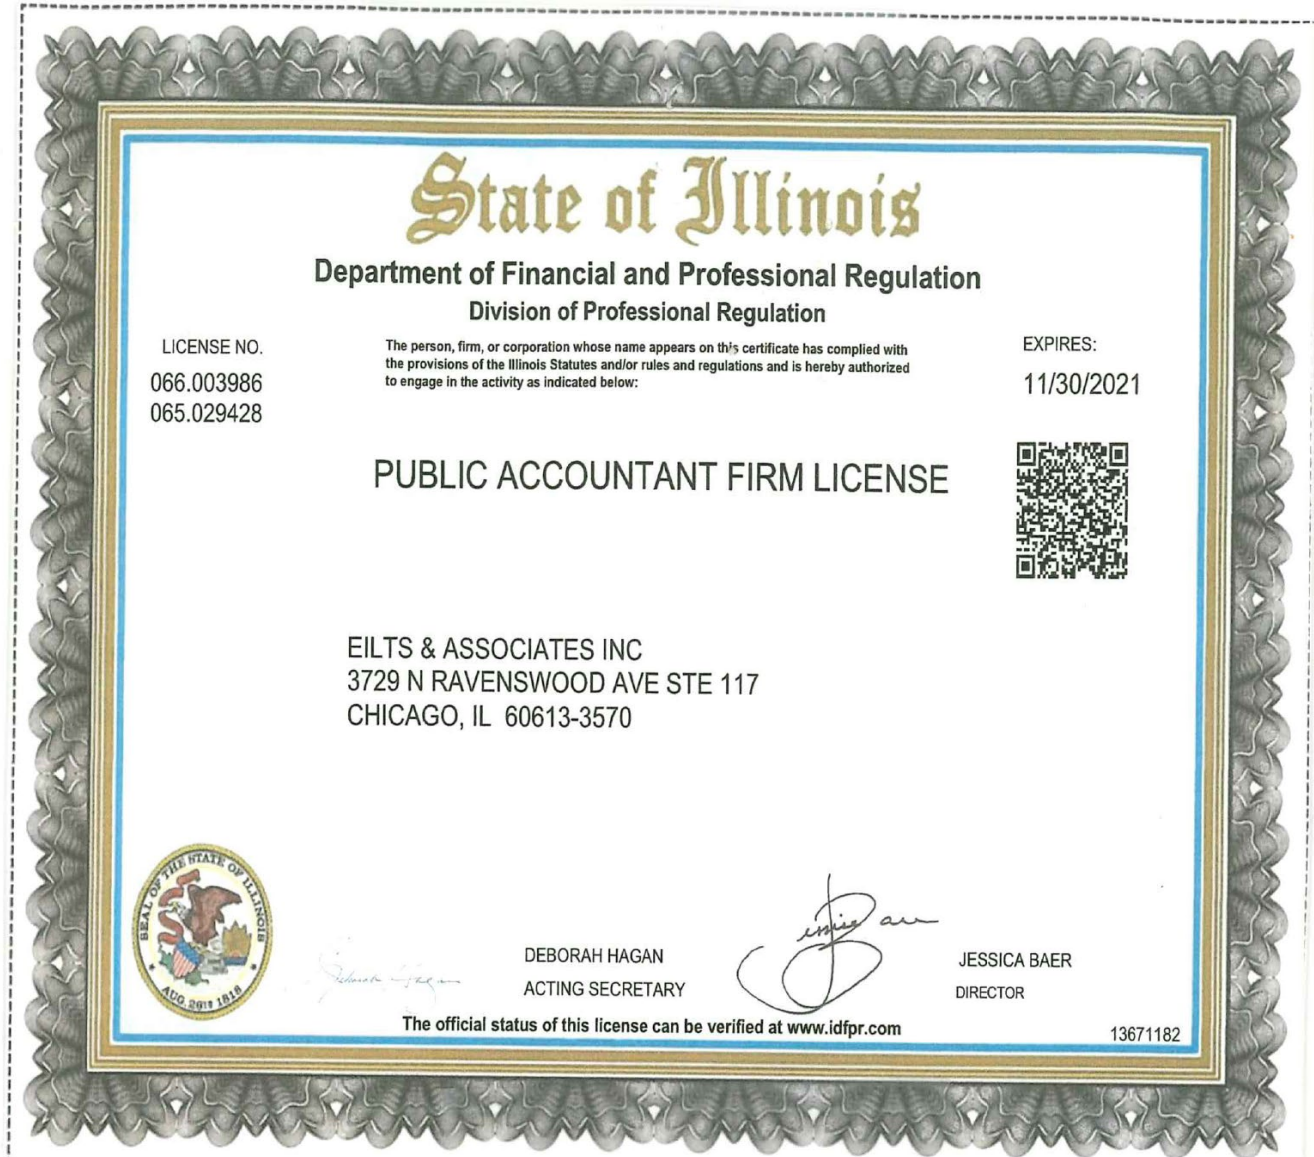 State of Illinois
Department of Financial and Professional Regulation
Division of Professional Regulation
LICENSE NO.
066.003986
065.029428
The person, firm, or corporation whose name appears on this certificate has complied with
the provisions of the Illinois Statutes and/or rules and regulations and is hereby authorized
to engage in the activity as indicated below:
EXPIRES:
11/30/2021
PUBLIC ACCOUNTANT FIRM LICENSE
EILTS & ASSOCIATES INC
3729 N RAVENSWOOD AVE STE 117
CHICAGO, IL 60613-3570
SEAL OF THE STATE OF ILLINOIS
AUG. 26TH 1818
Deborah Hagan
DEBORAH HAGAN
ACTING SECRETARY
JESSICA BAER
DIRECTOR
The official status of this license can be verified at www.idfpr.com
13671182